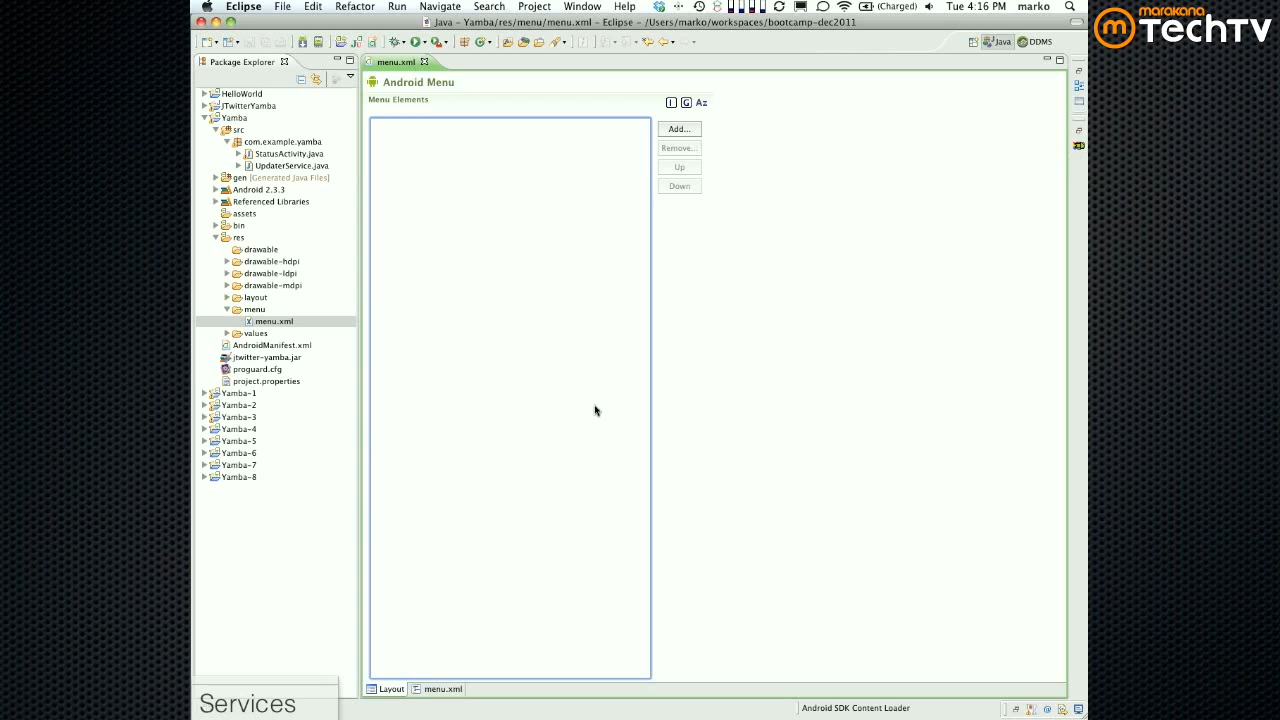 Eclipse File Edit Refactor Run Navigate Search Project Window Help (Charged) Tue 4:16 PM marko
Java – Yamba/res/menu/menu.xml – Eclipse – /Users/marko/workspaces/bootcamp-dec2011
marakana
TechTV
Java DDMS
Package Explorer
menu.xml
Android Menu
Menu Elements
I G Az
Add...
Remove...
Up
Down
HelloWorld
JTwitterYamba
Yamba
src
com.example.yamba
StatusActivity.java
UpdaterService.java
gen [Generated Java Files]
Android 2.3.3
Referenced Libraries
assets
bin
res
drawable
drawable-hdpi
drawable-ldpi
drawable-mdpi
layout
menu
menu.xml
values
AndroidManifest.xml
jtwitter-yamba.jar
proguard.cfg
project.properties
Yamba-1
Yamba-2
Yamba-3
Yamba-4
Yamba-5
Yamba-6
Yamba-7
Yamba-8
Layout menu.xml
Services
Android SDK Content Loader